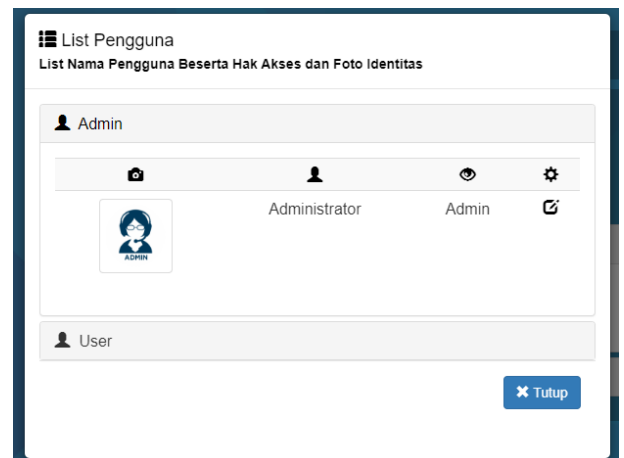 List Pengguna
List Nama Pengguna Beserta Hak Akses dan Foto Identitas
Admin
Administrator Admin
ADMIN
User
Tutup